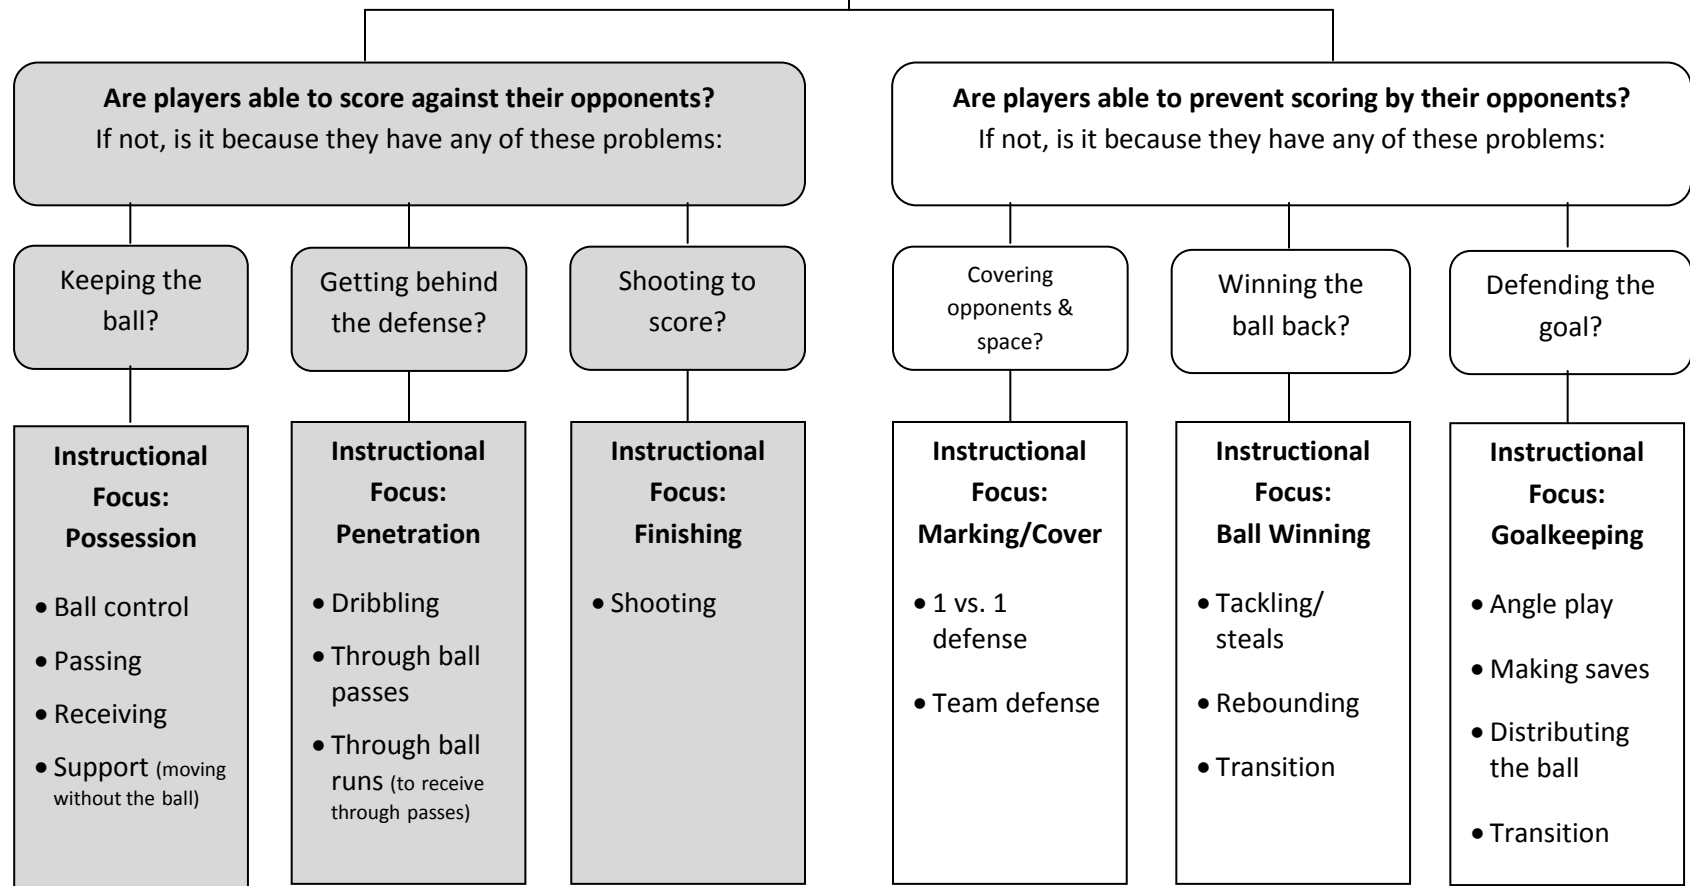 Are players able to score against their opponents?
If not, is it because they have any of these problems:
Are players able to prevent scoring by their opponents?
If not, is it because they have any of these problems:
Keeping the
ball?
Getting behind
the defense?
Shooting to
score?
Covering
opponents &
space?
Winning the
ball back?
Defending the
goal?
Instructional
Focus:
Possession
• Ball control
• Passing
• Receiving
• Support (moving
without the ball)
Instructional
Focus:
Penetration
• Dribbling
• Through ball
passes
• Through ball
runs (to receive
through passes)
Instructional
Focus:
Finishing
• Shooting
Instructional
Focus:
Marking/Cover
• 1 vs. 1
defense
• Team defense
Instructional
Focus:
Ball Winning
• Tackling/
steals
• Rebounding
• Transition
Instructional
Focus:
Goalkeeping
• Angle play
• Making saves
• Distributing
the ball
• Transition